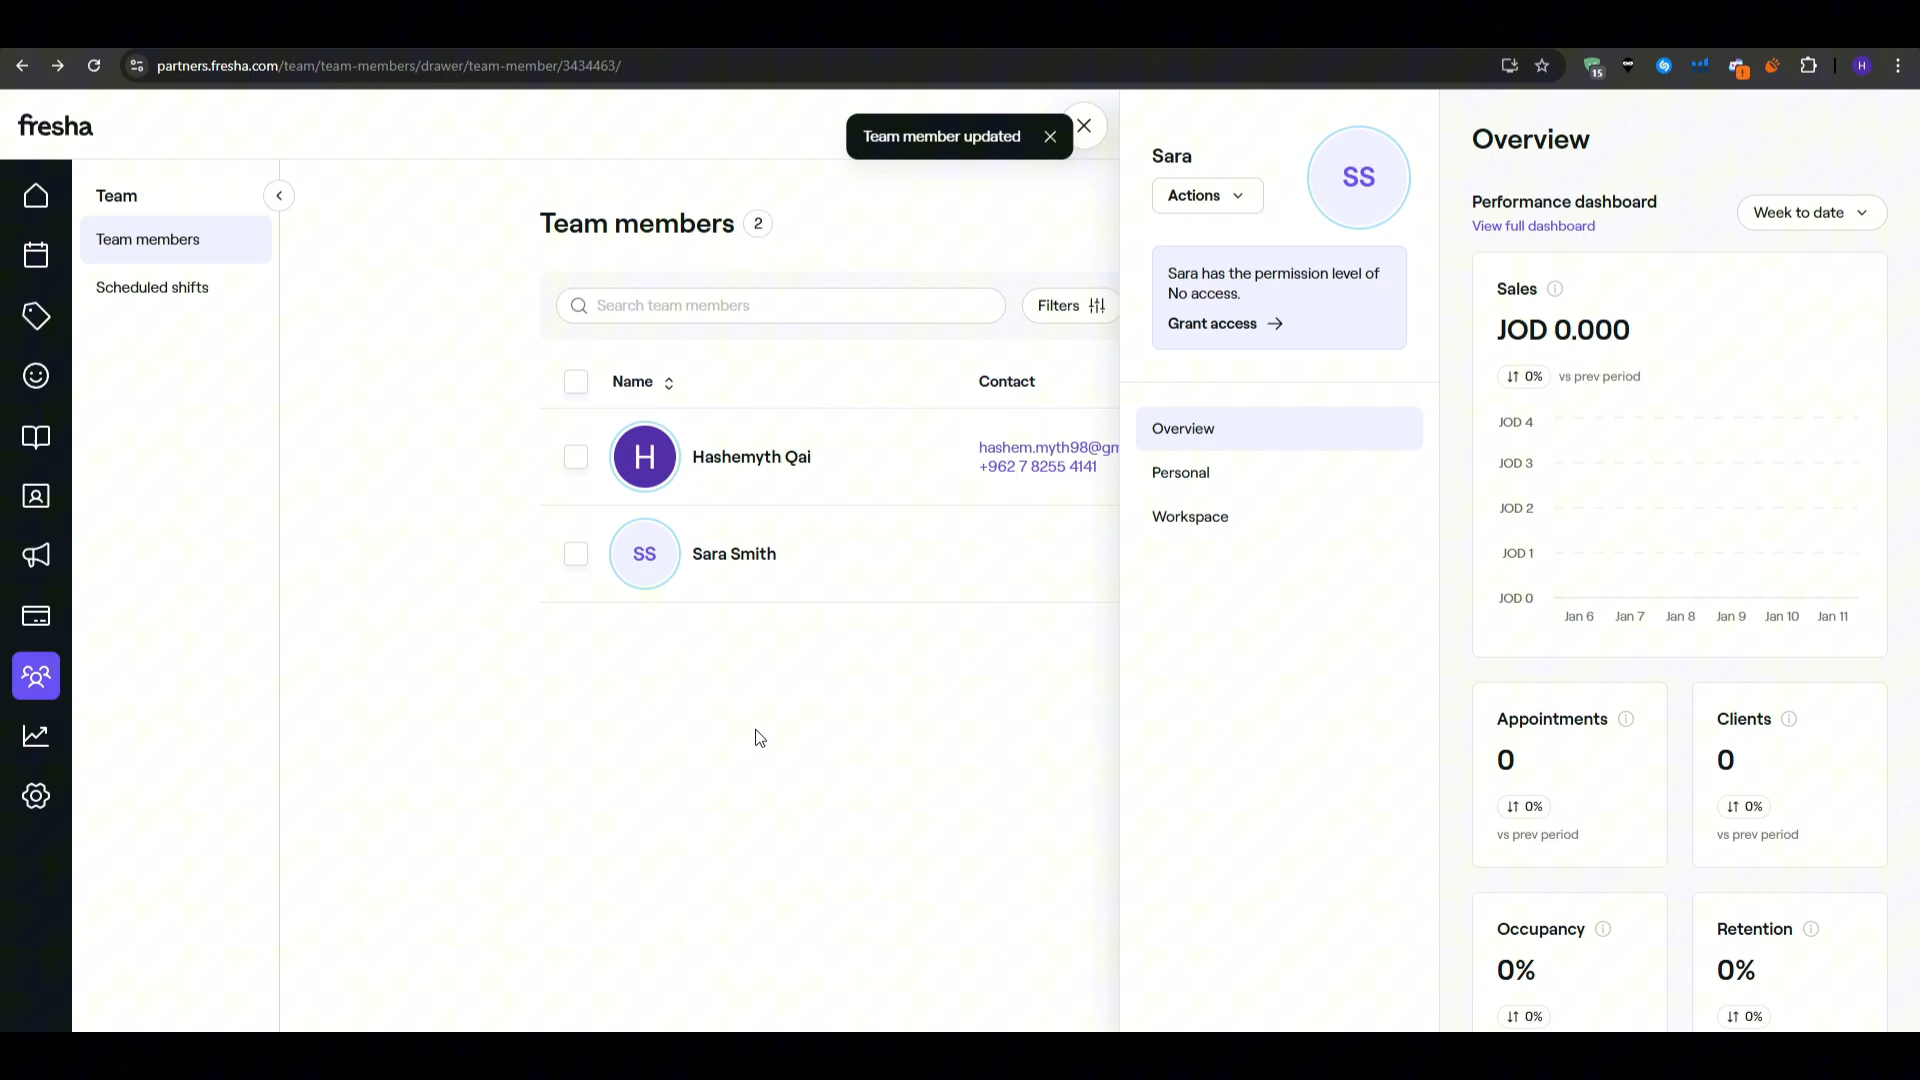 partners.fresha.com/team/team-members/drawer/team-member/3434463/
15
H
fresha
Team member updated
Team
Team members
Scheduled shifts
Team members 2
Search team members
Filters
Name
Contact
H
Hashemyth Qai
hashem.myth98@gm
+962 7 8255 4141
SS
Sara Smith
Sara
Actions
SS
Sara has the permission level of
No access.
Grant access
Overview
Personal
Workspace
Overview
Performance dashboard
View full dashboard
Week to date
Sales
JOD 0.000
0% vs prev period
JOD 4
JOD 3
JOD 2
JOD 1
JOD 0
Jan 6 Jan 7 Jan 8 Jan 9 Jan 10 Jan 11
Appointments
0
0%
vs prev period
Clients
0
0%
vs prev period
Occupancy
0%
0%
Retention
0%
0%